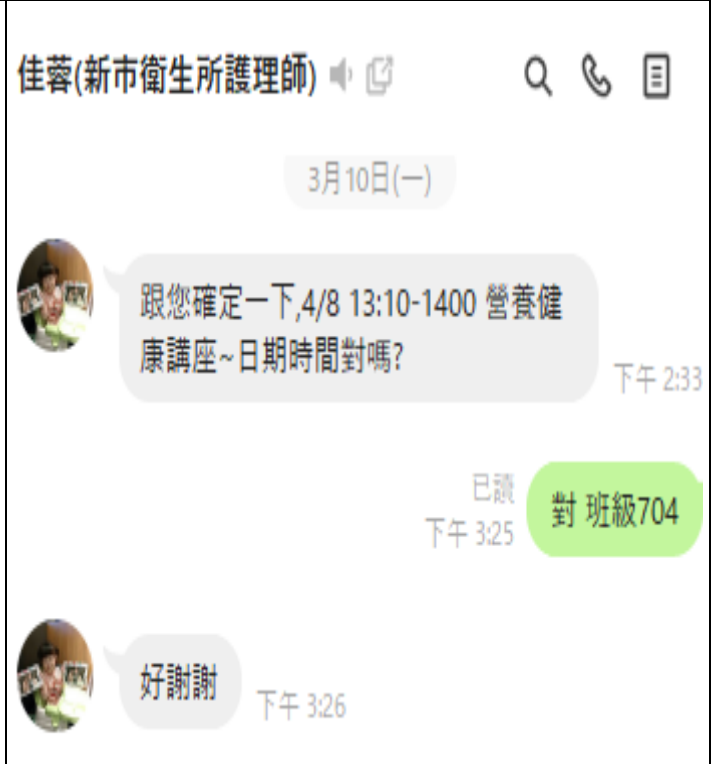 佳蓉(新市衛生所護理師)
3月10日(一)
跟您確定一下,4/8 13:10-1400 營養健
康講座~日期時間對嗎?
下午 2:33
已讀
下午 3:25
對 班級704
好謝謝
下午 3:26